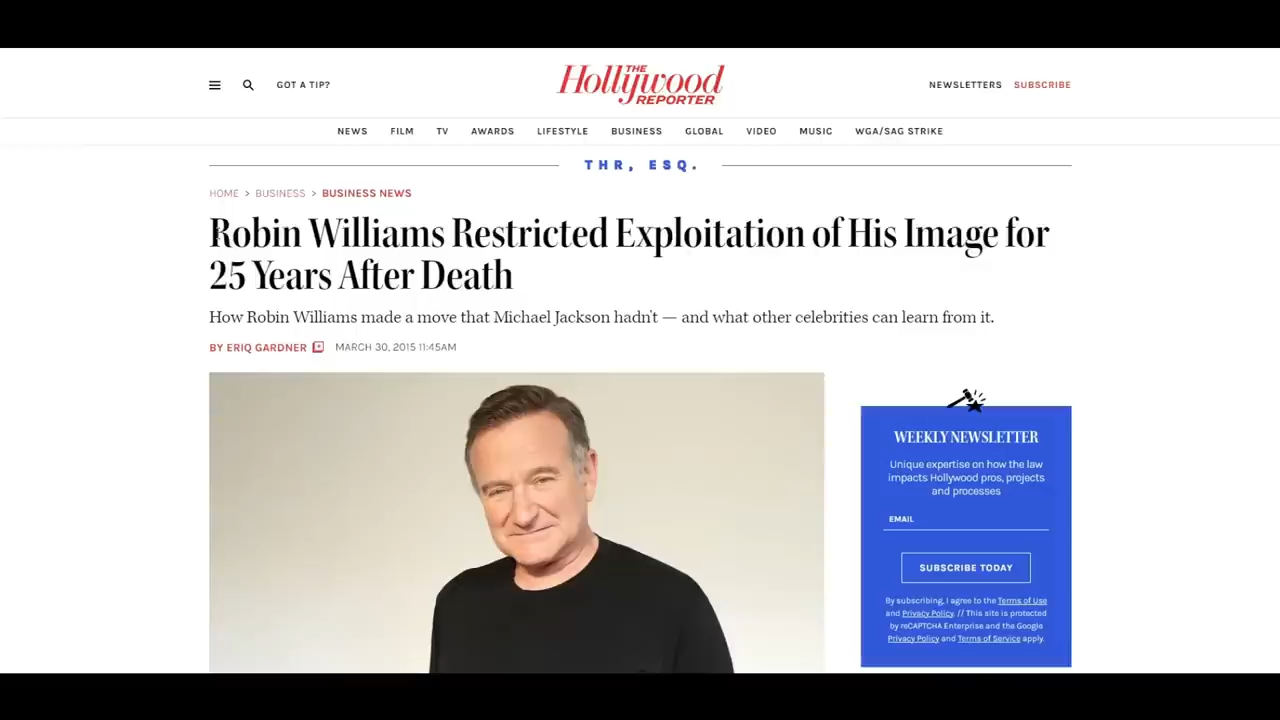 GOT A TIP?
THE
Hollywood
REPORTER
NEWSLETTERS SUBSCRIBE
NEWS FILM TV AWARDS LIFESTYLE BUSINESS GLOBAL VIDEO MUSIC WGA/SAG STRIKE
THR, ESQ.
HOME > BUSINESS > BUSINESS NEWS
Robin Williams Restricted Exploitation of His Image for
25 Years After Death
How Robin Williams made a move that Michael Jackson hadn't — and what other celebrities can learn from it.
BY ERIQ GARDNER MARCH 30, 2015 11:45AM
WEEKLY NEWSLETTER
Unique expertise on how the law
impacts Hollywood pros, projects
and processes
EMAIL
SUBSCRIBE TODAY
By subscribing, I agree to the Terms of Use
and Privacy Policy. // This site is protected
by reCAPTCHA Enterprise and the Google
Privacy Policy and Terms of Service apply.